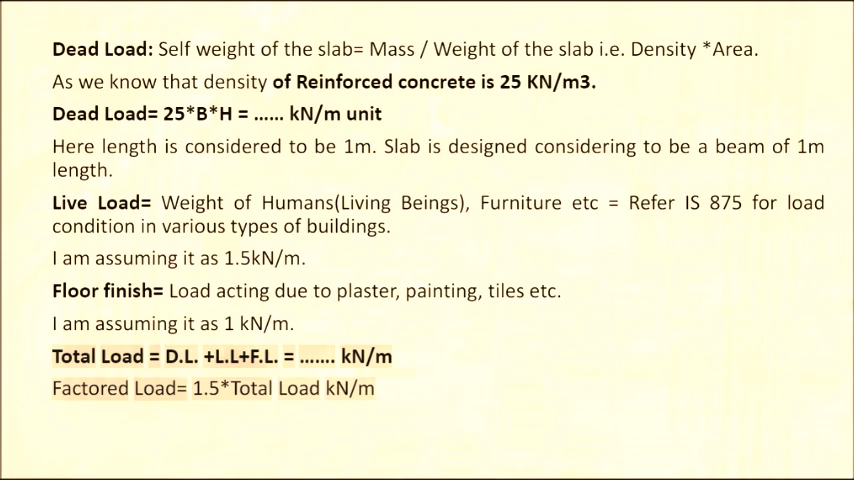 Dead Load: Self weight of the slab= Mass / Weight of the slab i.e. Density *Area.
As we know that density of Reinforced concrete is 25 KN/m3.
Dead Load= 25*B*H = ...... kN/m unit
Here length is considered to be 1m. Slab is designed considering to be a beam of 1m
length.
Live Load= Weight of Humans(Living Beings), Furniture etc = Refer IS 875 for load
condition in various types of buildings.
I am assuming it as 1.5kN/m.
Floor finish= Load acting due to plaster, painting, tiles etc.
I am assuming it as 1 kN/m.
Total Load = D.L. +L.L+F.L. = ....... kN/m
Factored Load= 1.5*Total Load kN/m